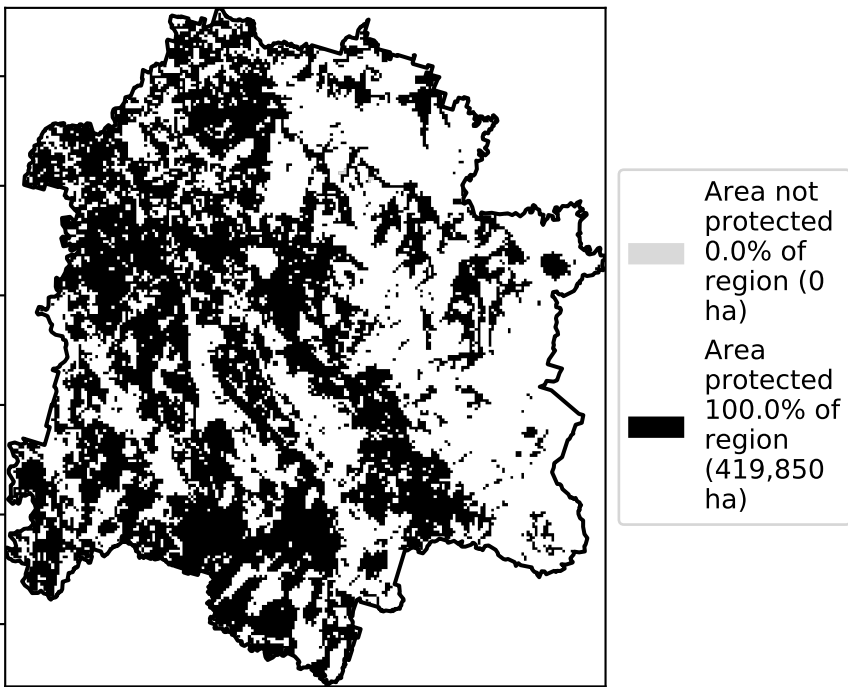 Area not
protected
0.0% of
region (0
ha)
Area
protected
100.0% of
region
(419,850
ha)